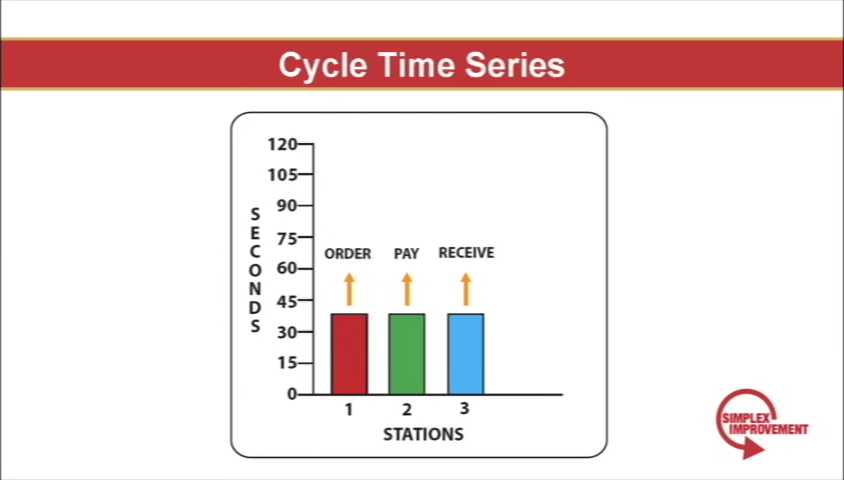 Cycle Time Series
120
105
90
75
60
45
30
15
0
SECONDS
ORDER PAY RECEIVE
1 2 3
STATIONS
SIMPLEX
IMPROVEMENT